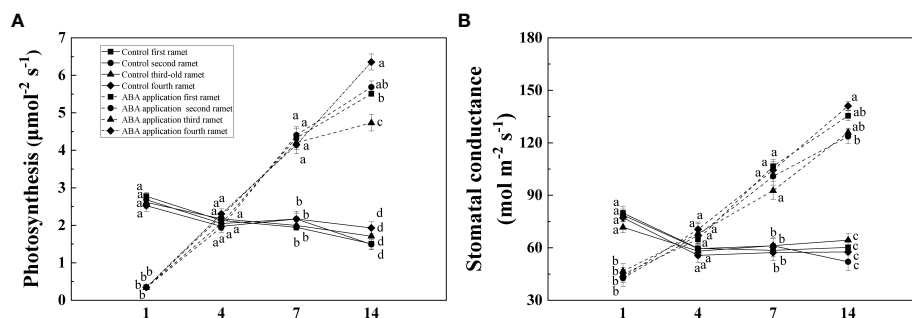 A
B
Photosynthesis (μmol⁻² s⁻¹)
7
6
5
4
3
2
1
0
Control first ramet
Control second ramet
Control third-old ramet
Control fourth ramet
ABA application first ramet
ABA application second ramet
ABA application third ramet
ABA application fourth ramet
a
a
a
a
b b
b
b
a
a a
a
a
a a
a
a
a
a
b
b
b
b
a
ab
b
c
d
d
d
1
4
7
14
Stomatal conductance
(mol m⁻² s⁻¹)
180
150
120
90
60
30
a
a
a
a
b
b
b
b
a
a
a
a
a
a
a
a
a
a
a
b
b
b
b
a
ab
ab
b
c
c
c
c
1
4
7
14